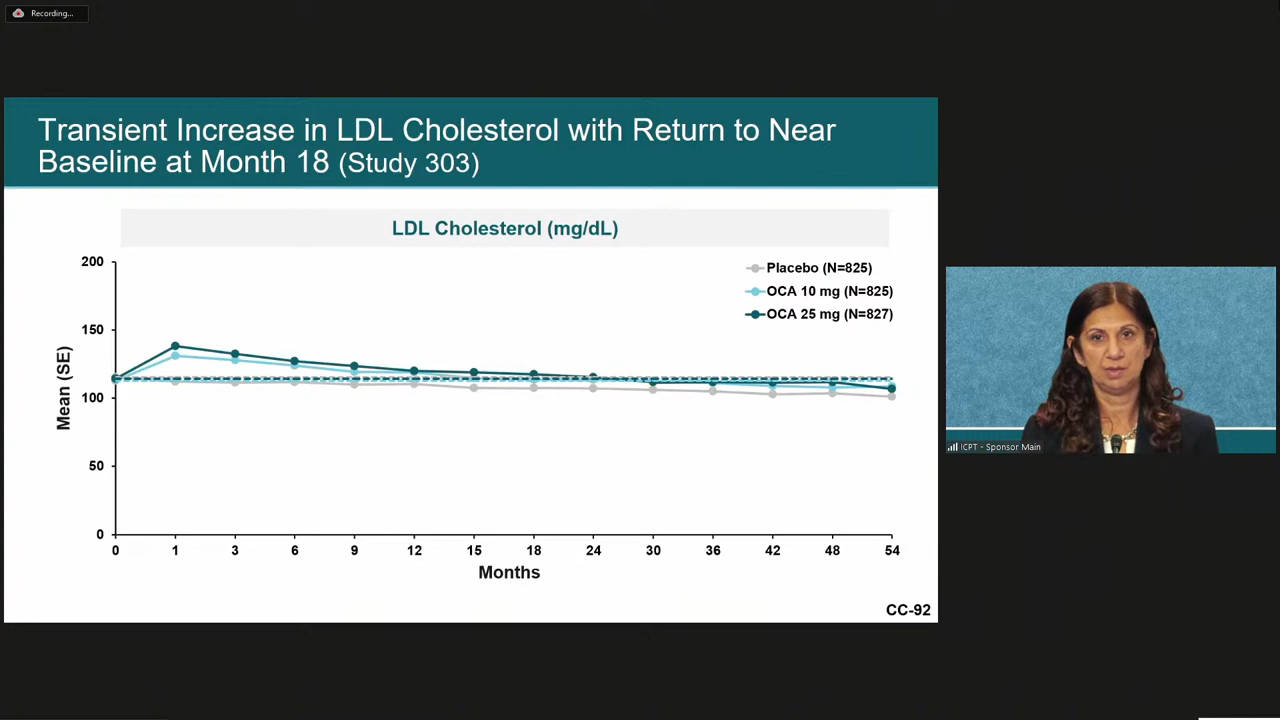 Recording...
Transient Increase in LDL Cholesterol with Return to Near
Baseline at Month 18 (Study 303)
LDL Cholesterol (mg/dL)
Placebo (N=825)
OCA 10 mg (N=825)
OCA 25 mg (N=827)
Mean (SE)
200
150
100
50
0
0 1 3 6 9 12 15 18 24 30 36 42 48 54
Months
CC-92
ICPT - Sponsor Main